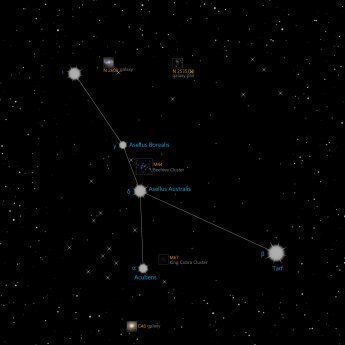 N 2608 galaxy
N 2535/36
galaxy pair
γ Asellus Borealis
M44
Beehive Cluster
δ Asellus Australis
β
M67
King Cobra Cluster
α
Tarf
Acubens
C48 galaxy